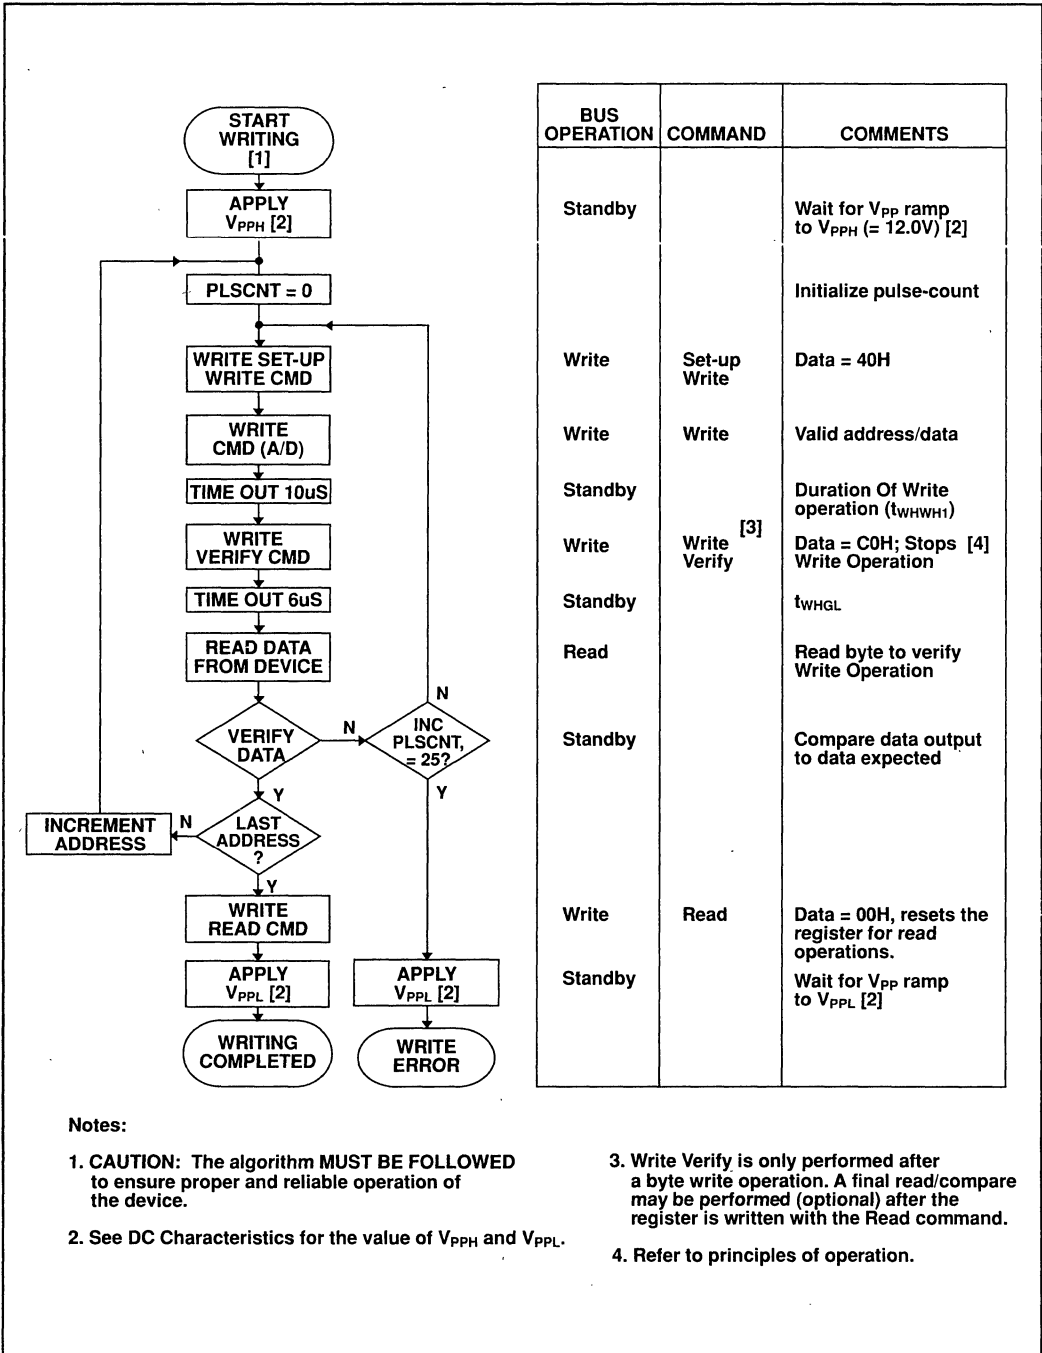 START
WRITING
[1]
APPLY
VPPH [2]
PLSCNT = 0
WRITE SET-UP
WRITE CMD
WRITE
CMD (A/D)
TIME OUT 10uS
WRITE
VERIFY CMD
TIME OUT 6uS
READ DATA
FROM DEVICE
VERIFY
DATA
N
INC
PLSCNT,
= 25?
N
Y
Y
LAST
ADDRESS
?
N
INCREMENT
ADDRESS
Y
WRITE
READ CMD
APPLY
VPPL [2]
WRITING
COMPLETED
APPLY
VPPL [2]
WRITE
ERROR
BUS
OPERATION COMMAND COMMENTS
Standby Wait for VPP ramp
to VPPH (= 12.0V) [2]
Initialize pulse-count
Write Set-up Data = 40H
Write
Write Write Valid address/data
Standby Duration Of Write
operation (tWHWH1)
[3]
Write Write Data = C0H; Stops [4]
Verify Write Operation
Standby tWHGL
Read Read byte to verify
Write Operation
Standby Compare data output
to data expected
Write Read Data = 00H, resets the
register for read
operations.
Standby Wait for VPP ramp
to VPPL [2]
Notes:
1. CAUTION: The algorithm MUST BE FOLLOWED
to ensure proper and reliable operation of
the device.
2. See DC Characteristics for the value of VPPH and VPPL.
3. Write Verify is only performed after
a byte write operation. A final read/compare
may be performed (optional) after the
register is written with the Read command.
4. Refer to principles of operation.